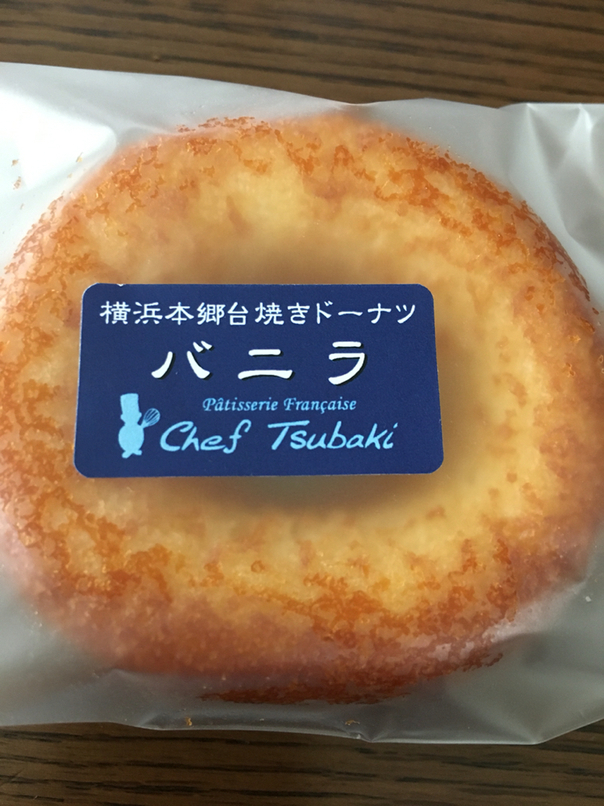 横浜本郷台焼きドーナツ
バニラ
Pâtisserie Française
Chef Tsubaki